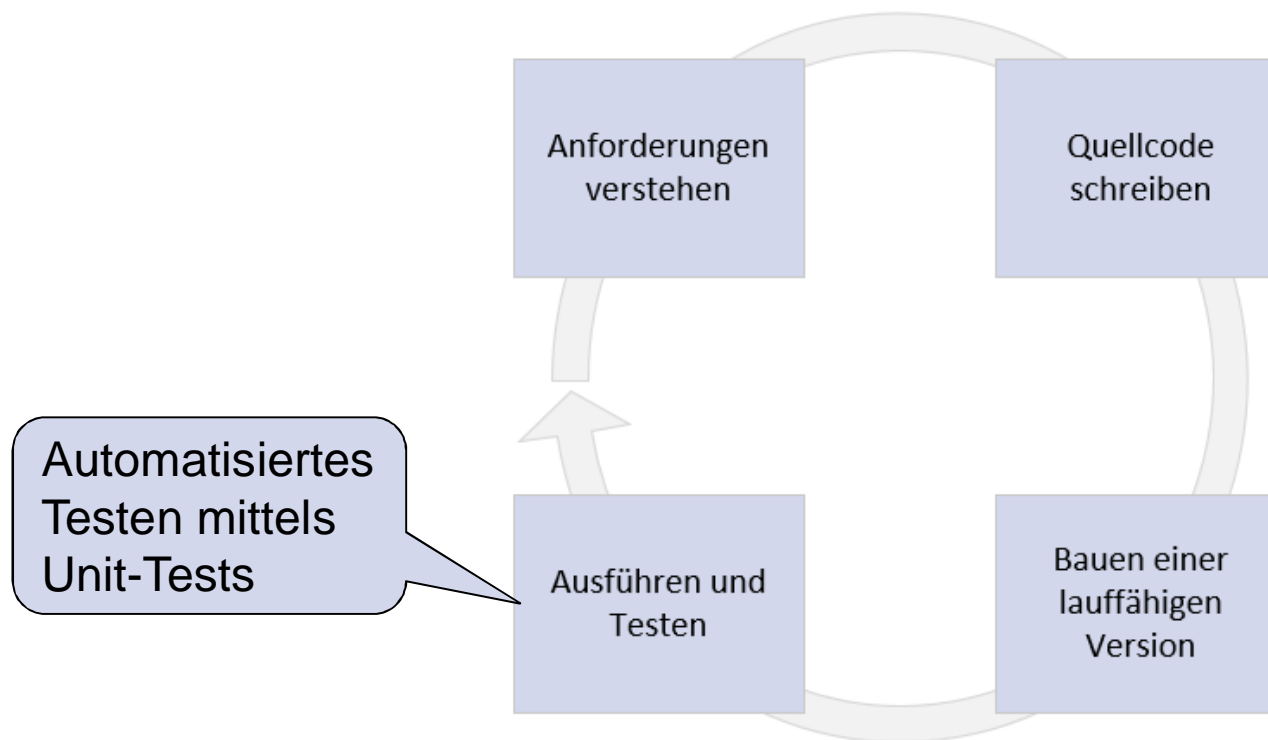 Anforderungen
verstehen
Quellcode
schreiben
Automatisiertes
Testen mittels
Unit-Tests
Ausführen und
Testen
Bauen einer
lauffähigen
Version